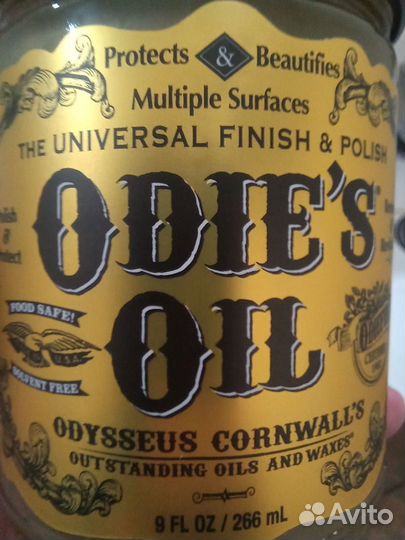 Protects & Beautifies
Multiple Surfaces
THE UNIVERSAL FINISH & POLISH
ODIE'S®
OIL
FOOD SAFE!
U.S.A.
SOLVENT FREE
ODYSSEUS CORNWALL'S
OUTSTANDING OILS AND WAXES®
9 FL OZ / 266 mL
Avito